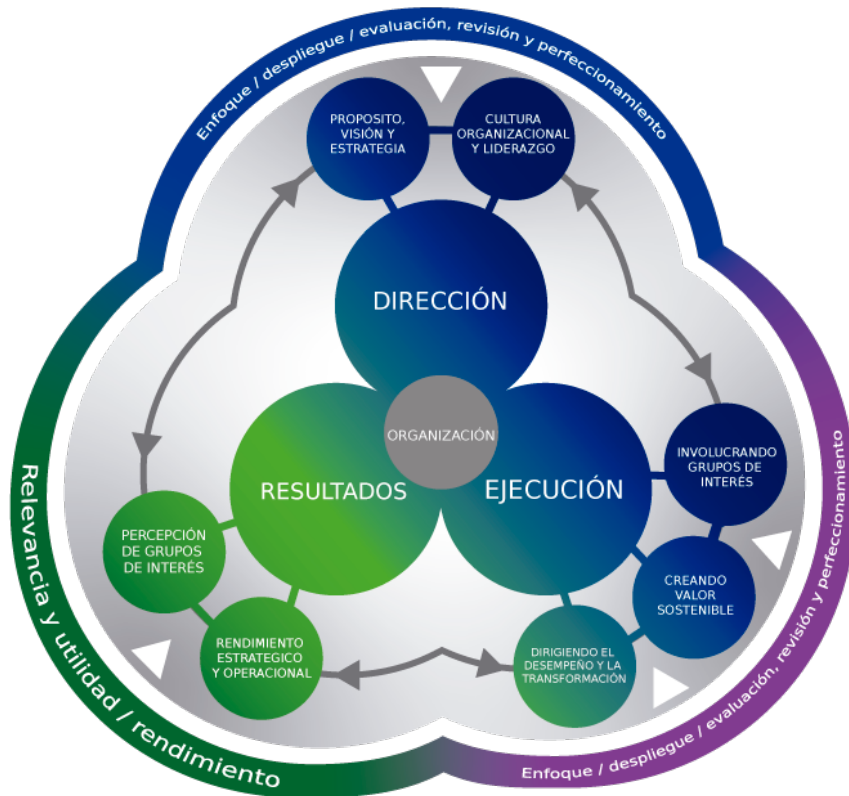 Enfoque / despliegue / evaluación, revisión y perfeccionamiento
PROPOSITO,
VISIÓN Y
ESTRATEGIA
CULTURA
ORGANIZACIONAL
Y LIDERAZGO
DIRECCIÓN
ORGANIZACIÓN
RESULTADOS
EJECUCIÓN
INVOLUCRANDO
GRUPOS DE
INTERÉS
CREANDO
VALOR
SOSTENIBLE
DIRIGIENDO EL
DESEMPEÑO Y LA
TRANSFORMACIÓN
PERCEPCIÓN
DE GRUPOS
DE INTERÉS
RENDIMIENTO
ESTRATEGICO
Y OPERACIONAL
Relevancia y utilidad / rendimiento
Enfoque / despliegue / evaluación, revisión y perfeccionamiento